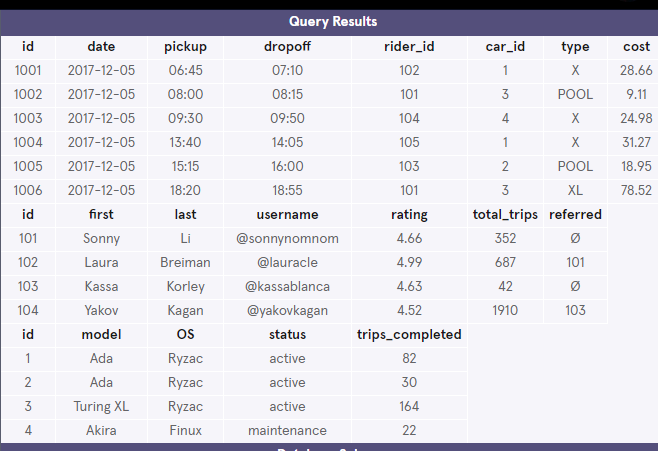 Query Results
id date pickup dropoff rider_id car_id type cost
1001 2017-12-05 06:45 07:10 102 1 X 28.66
1002 2017-12-05 08:00 08:15 101 3 POOL 9.11
1003 2017-12-05 09:30 09:50 104 4 X 24.98
1004 2017-12-05 13:40 14:05 105 1 X 31.27
1005 2017-12-05 15:15 16:00 103 2 POOL 18.95
1006 2017-12-05 18:20 18:55 101 3 XL 78.52
id first last username rating total_trips referred
101 Sonny Li @sonnynomnom 4.66 352 Ø
102 Laura Breiman @lauracle 4.99 687 101
103 Kassa Korley @kassablanca 4.63 42 Ø
104 Yakov Kagan @yakovkagan 4.52 1910 103
id model OS status trips_completed
1 Ada Ryzac active 82
2 Ada Ryzac active 30
3 Turing XL Ryzac active 164
4 Akira Finux maintenance 22